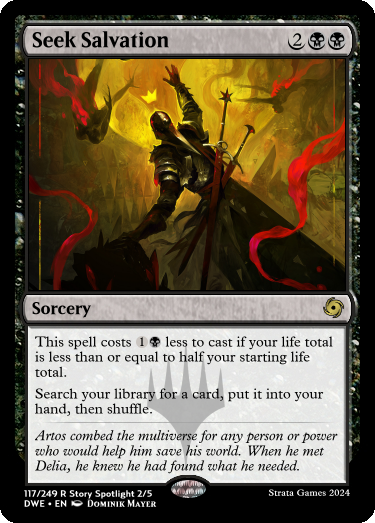 Seek Salvation 2
Sorcery
This spell costs 1 less to cast if your life total
is less than or equal to half your starting life
total.
Search your library for a card, put it into your
hand, then shuffle.
Artos combed the multiverse for any person or power
who would help him save his world. When he met
Delia, he knew he had found what he needed.
117/249 R Story Spotlight 2/5
DWE • EN Dominik Mayer
Strata Games 2024